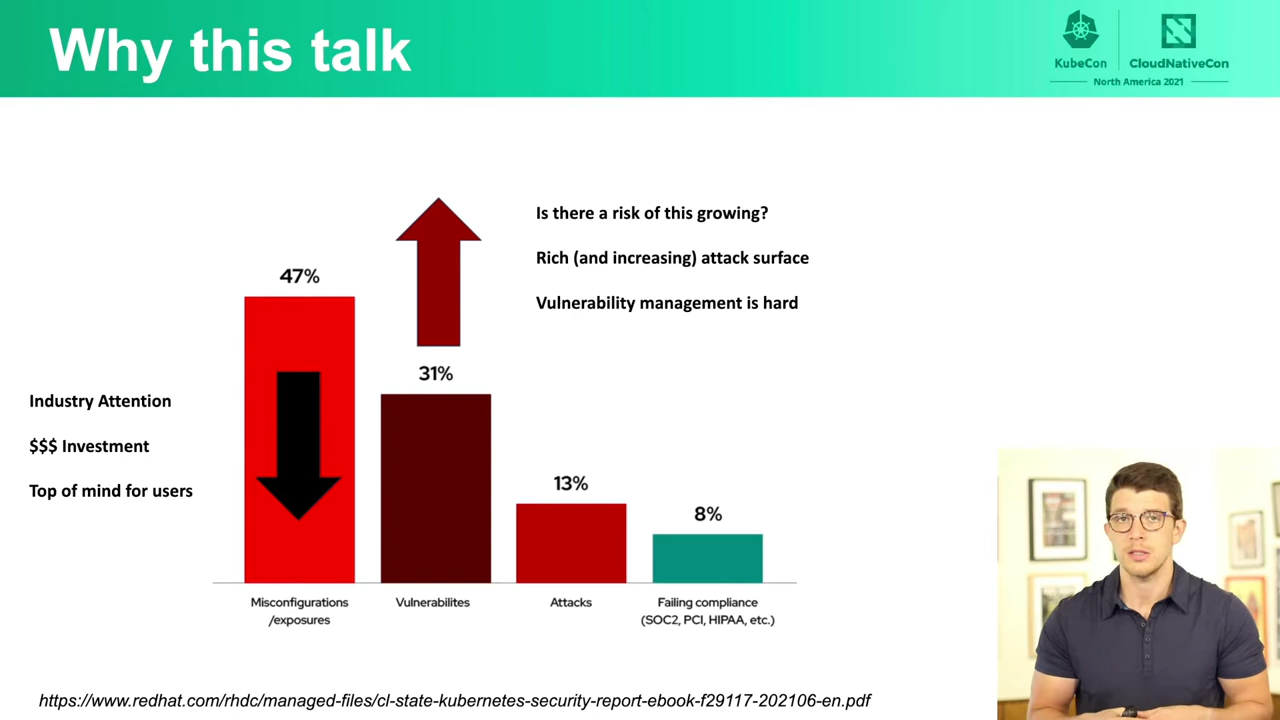 Why this talk
KubeCon
CloudNativeCon
North America 2021
Is there a risk of this growing?
Rich (and increasing) attack surface
Vulnerability management is hard
47%
31%
Industry Attention
$$$ Investment
Top of mind for users
13%
8%
Misconfigurations
/exposures
Vulnerabilites
Attacks
Failing compliance
(SOC2, PCI, HIPAA, etc.)
https://www.redhat.com/rhdc/managed-files/cl-state-kubernetes-security-report-ebook-f29117-202106-en.pdf